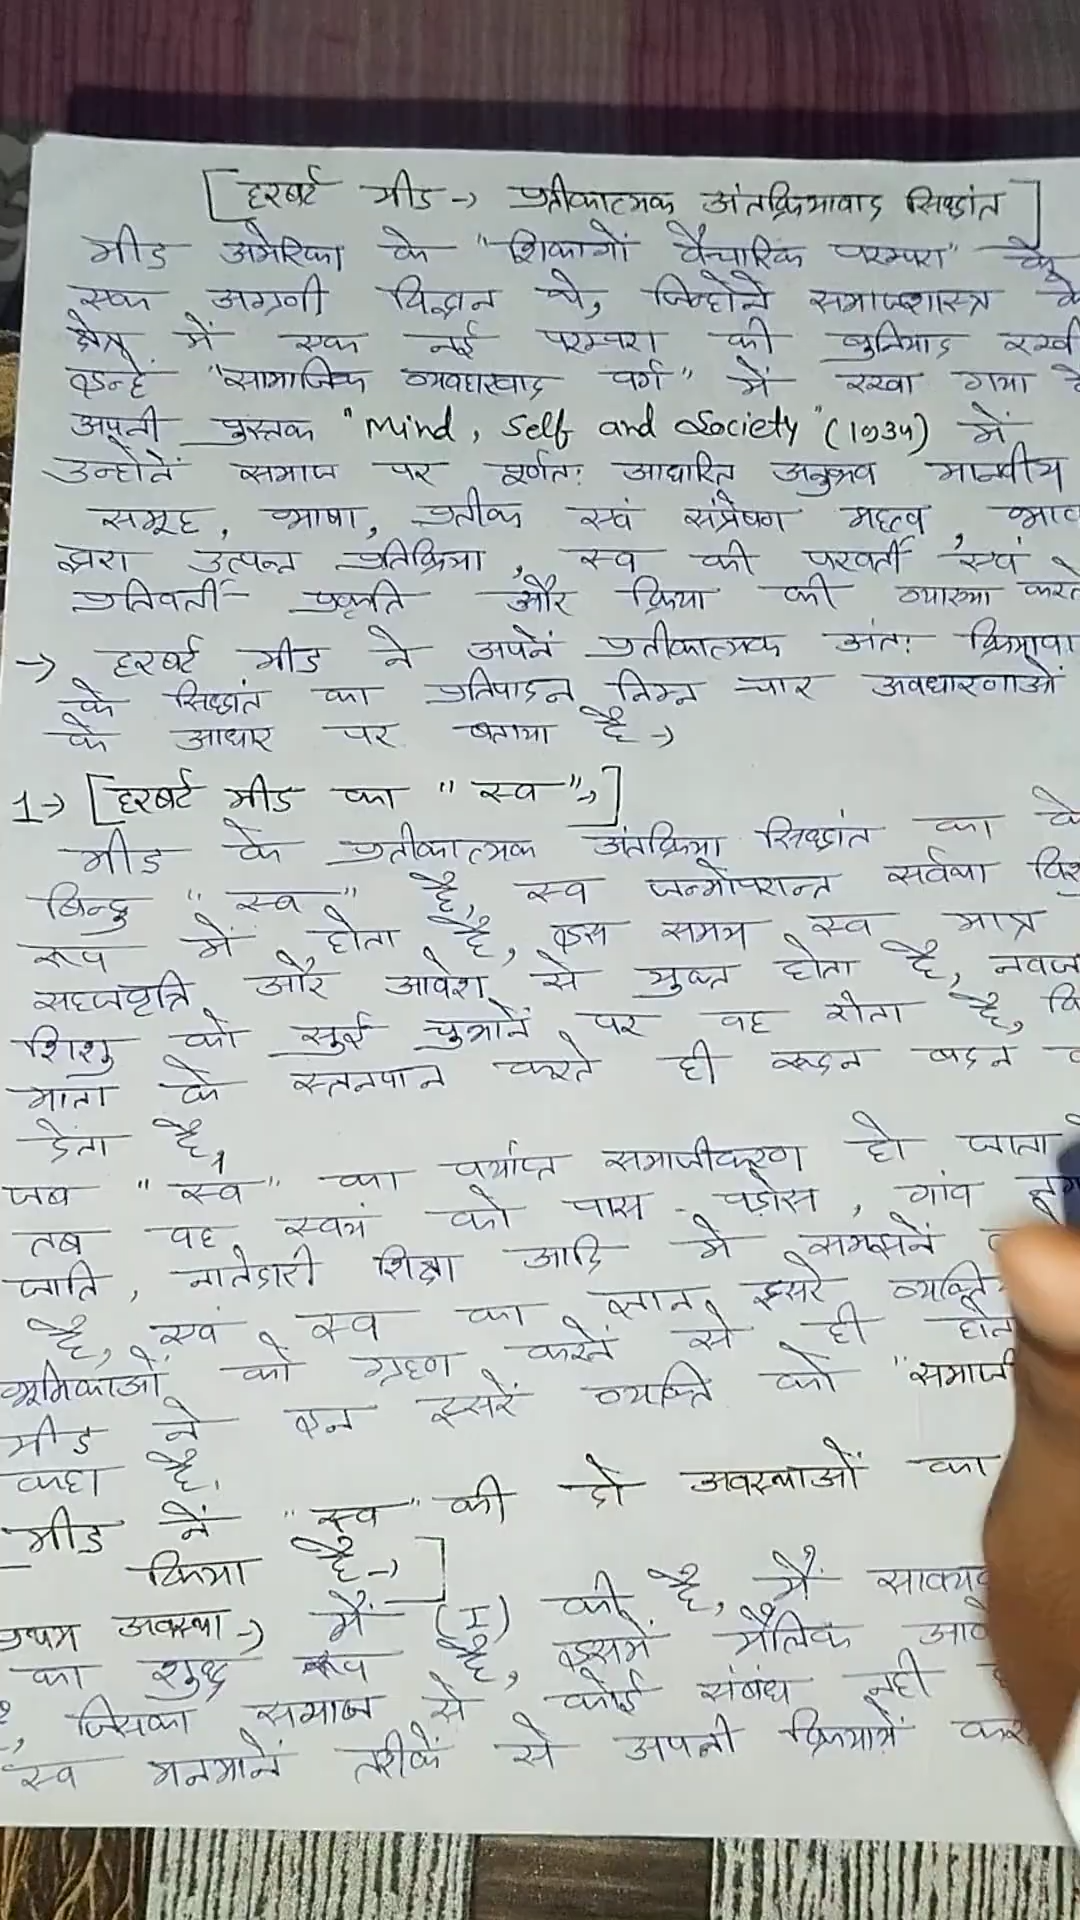 [हरबर्ट मीड -> प्रतीकात्मक अंतक्रियावाद सिध्दांत]
मीड अमेरिका के "शिकागों वैचारिक परम्परा" के
एक अग्रणी विद्वान थे, जिन्होंने समाजशास्त्र के
क्षेत्र में एक नई परम्परा की बुनियाद रखी
इन्हें "सामाजिक व्यवहारवाद वर्ग" में रखा गया है
अपनी पुस्तक "Mind, Self and Society" (1934) में
उन्होंने समाज पर पूर्णतः आधारित अनुभव मानवीय
समूह, भाषा, प्रतीक एवं संप्रेषण महत्व,
द्वारा उत्पन्न प्रतिक्रिया, स्व की परवर्ती एवं
प्रतिवर्ती प्रकृति और क्रिया की व्याख्या करते
-> हरबर्ट मीड ने अपनें प्रतीकात्मक अंतः
के सिध्दांत का प्रतिपादन निम्न चार अवधारणाओं
के आधार पर बताया है ->
1-> [हरबर्ट मीड का "स्व" ->]
मीड के प्रतीकात्मक अंतक्रिया सिध्दांत का
बिन्दु "स्व" है, स्व जन्मोपरान्त सर्वथा
रूप में होता है, इस समय स्व मात्र
सहजवृत्ति और आवेश से युक्त होता है,
शिशु को सुई चुभानें पर वह रोता है,
माता के स्तनपान करते ही रूदन बदन
देता है,
जब "स्व" का पर्याप्त समाजीकरण हो जाता
तब वह स्वयं को पास-पड़ोस, गांव
जाति, नातेदारी शिक्षा आदि में समझनें
है, एवं स्व का ज्ञान दूसरे
भूमिकाओं को ग्रहण करनें से ही
मीड ने इन दूसरें व्यक्ति को
कहा है.
मीड नें "स्व" की दो अवस्थाओं का
किया है ->]
प्रथम अवस्था -> मैं (I) की है, मैं
का शुध्द रूप है, इसमें मौलिक
जिसका समाज से कोई संबंध नही
स्व मनमानें तरीकें से अपनी क्रियायें